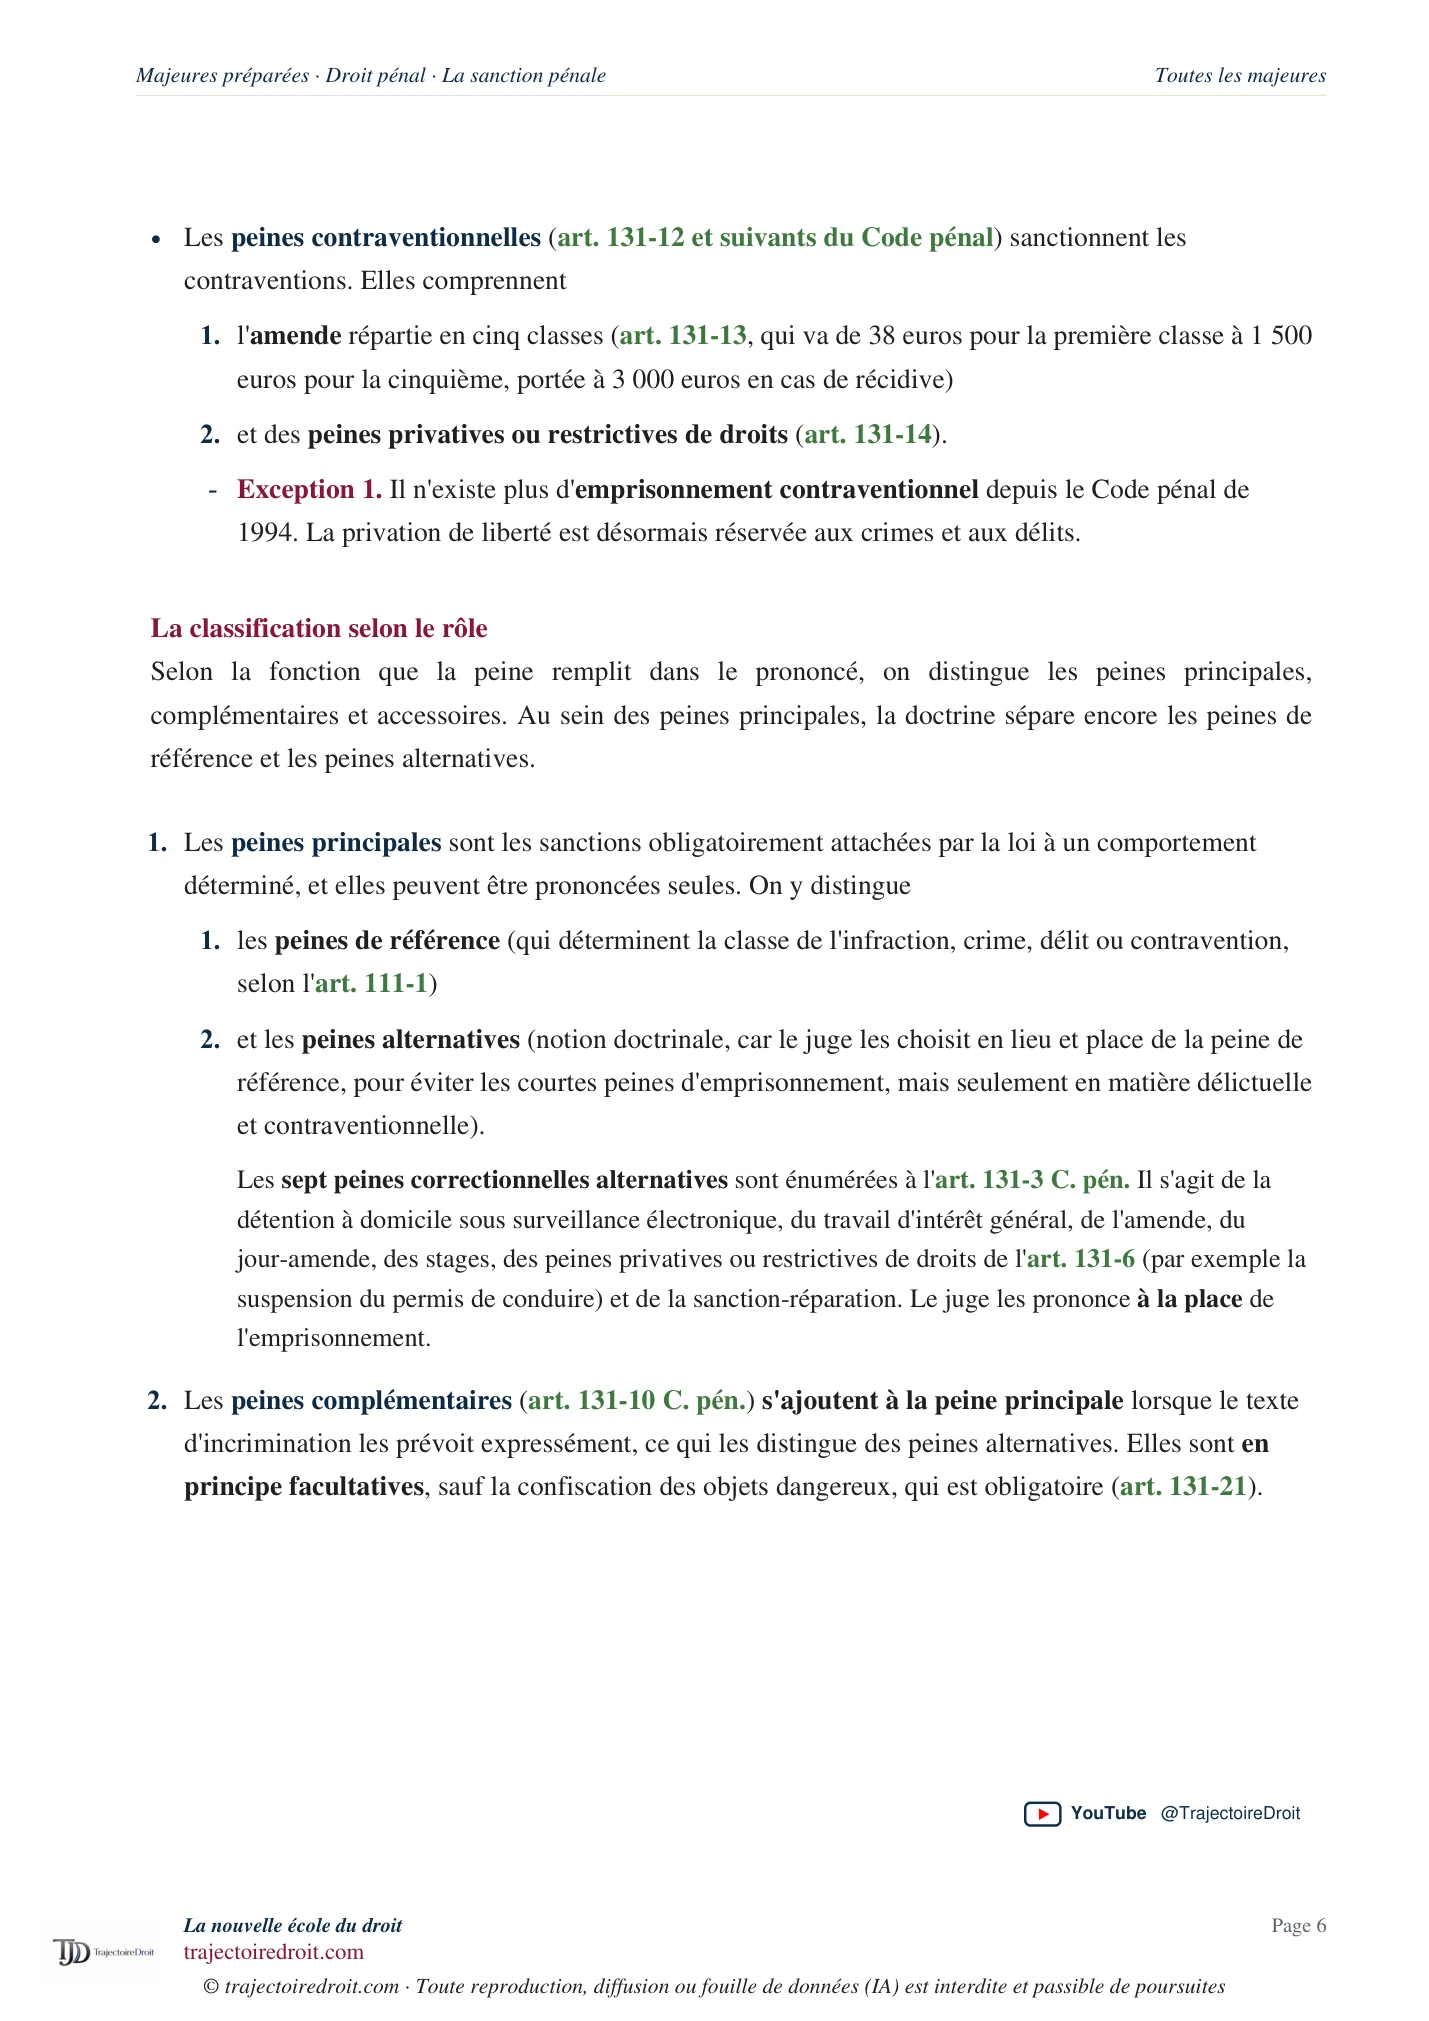 Majeures préparées · Droit pénal · La sanction pénale
Toutes les majeures
• Les peines contraventionnelles (art. 131-12 et suivants du Code pénal) sanctionnent les
contraventions. Elles comprennent
1. l'amende répartie en cinq classes (art. 131-13, qui va de 38 euros pour la première classe à 1 500
euros pour la cinquième, portée à 3 000 euros en cas de récidive)
2. et des peines privatives ou restrictives de droits (art. 131-14).
- Exception 1. Il n'existe plus d'emprisonnement contraventionnel depuis le Code pénal de
1994. La privation de liberté est désormais réservée aux crimes et aux délits.
La classification selon le rôle
Selon la fonction que la peine remplit dans le prononcé, on distingue les peines principales,
complémentaires et accessoires. Au sein des peines principales, la doctrine sépare encore les peines de
référence et les peines alternatives.
1. Les peines principales sont les sanctions obligatoirement attachées par la loi à un comportement
déterminé, et elles peuvent être prononcées seules. On y distingue
1. les peines de référence (qui déterminent la classe de l'infraction, crime, délit ou contravention,
selon l'art. 111-1)
2. et les peines alternatives (notion doctrinale, car le juge les choisit en lieu et place de la peine de
référence, pour éviter les courtes peines d'emprisonnement, mais seulement en matière délictuelle
et contraventionnelle).
Les sept peines correctionnelles alternatives sont énumérées à l'art. 131-3 C. pén. Il s'agit de la
détention à domicile sous surveillance électronique, du travail d'intérêt général, de l'amende, du
jour-amende, des stages, des peines privatives ou restrictives de droits de l'art. 131-6 (par exemple la
suspension du permis de conduire) et de la sanction-réparation. Le juge les prononce à la place de
l'emprisonnement.
2. Les peines complémentaires (art. 131-10 C. pén.) s'ajoutent à la peine principale lorsque le texte
d'incrimination les prévoit expressément, ce qui les distingue des peines alternatives. Elles sont en
principe facultatives, sauf la confiscation des objets dangereux, qui est obligatoire (art. 131-21).
YouTube @TrajectoireDroit
La nouvelle école du droit
Page 6
TJD TrajectoireDroit
trajectoiredroit.com
© trajectoiredroit.com · Toute reproduction, diffusion ou fouille de données (IA) est interdite et passible de poursuites